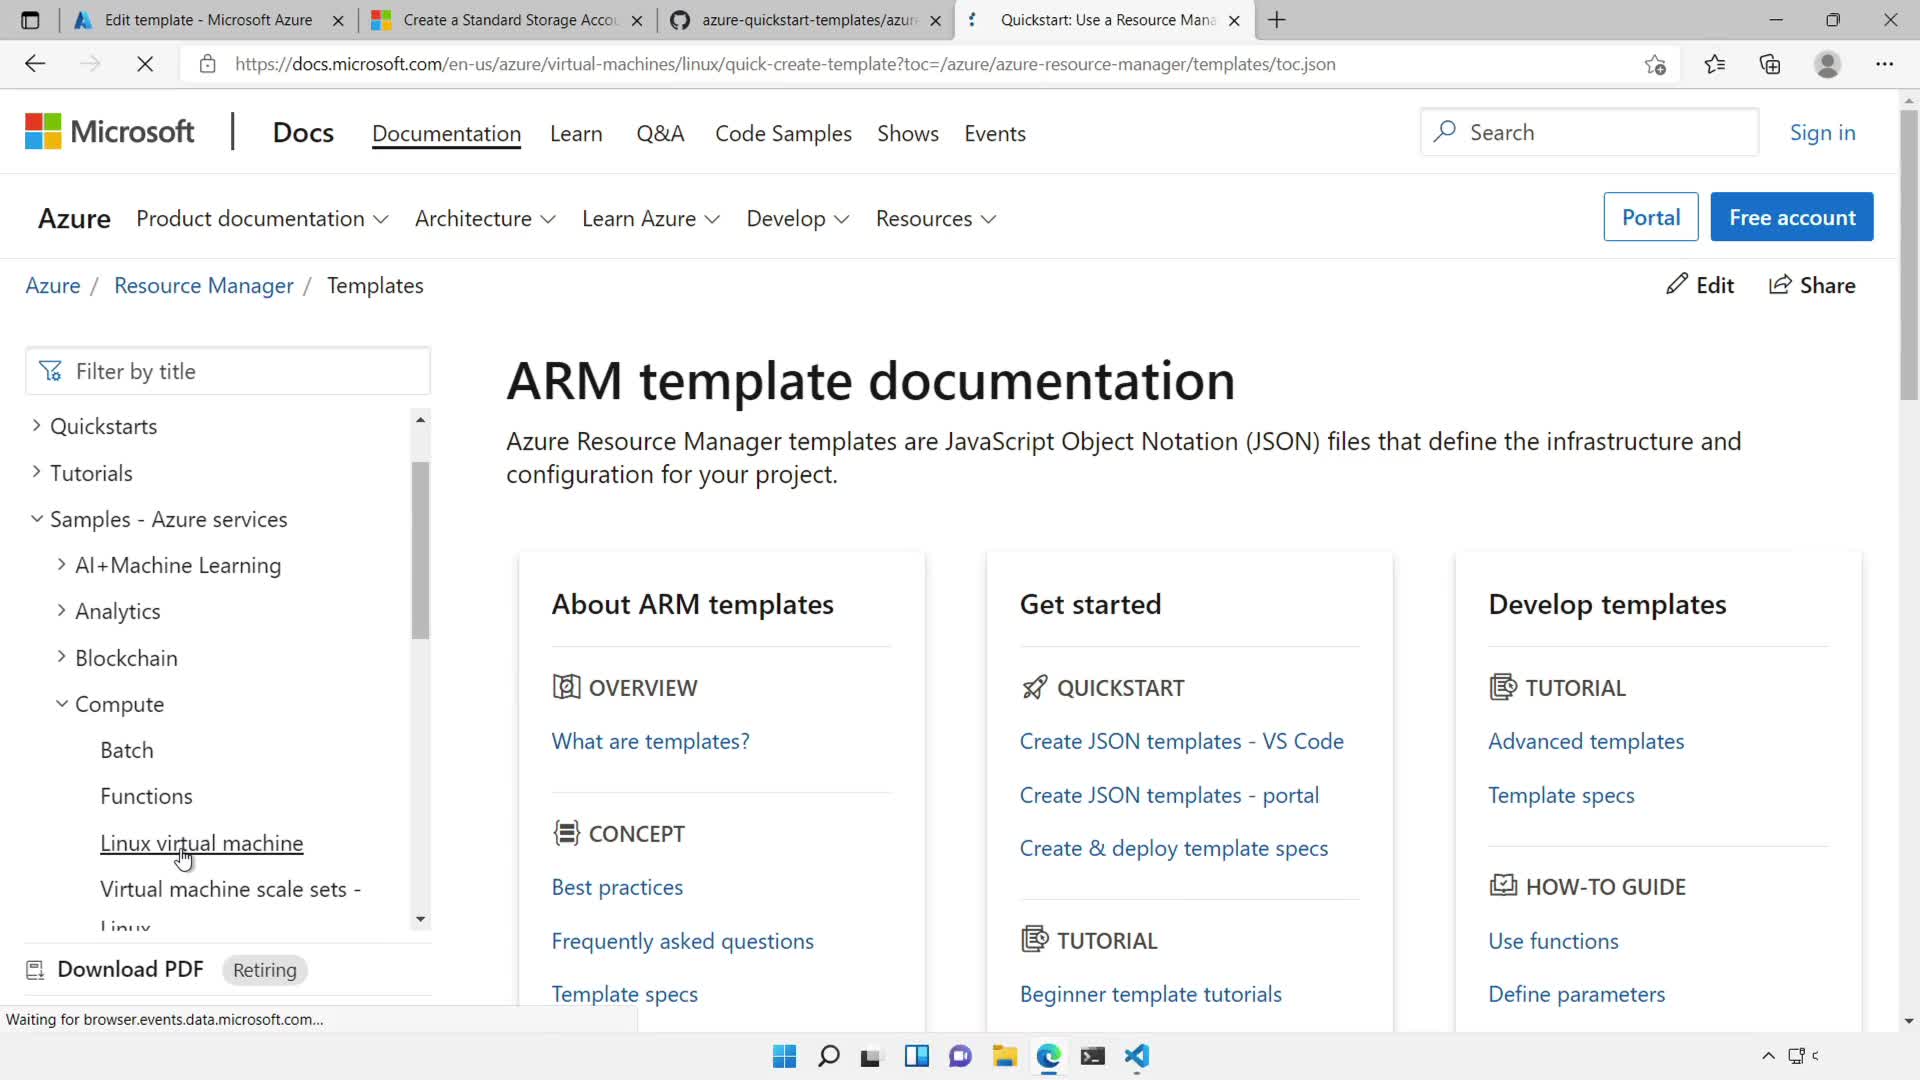 Edit template - Microsoft Azure
Create a Standard Storage Accou
azure-quickstart-templates/azur
Quickstart: Use a Resource Mana
https://docs.microsoft.com/en-us/azure/virtual-machines/linux/quick-create-template?toc=/azure/azure-resource-manager/templates/toc.json
Microsoft
Docs
Documentation
Learn
Q&A
Code Samples
Shows
Events
Search
Sign in
Azure
Product documentation
Architecture
Learn Azure
Develop
Resources
Portal
Free account
Azure / Resource Manager / Templates
Edit
Share
Filter by title
Quickstarts
Tutorials
Samples - Azure services
AI+Machine Learning
Analytics
Blockchain
Compute
Batch
Functions
Linux virtual machine
Virtual machine scale sets -
Linux
Download PDF
Retiring
Waiting for browser.events.data.microsoft.com...
ARM template documentation
Azure Resource Manager templates are JavaScript Object Notation (JSON) files that define the infrastructure and
configuration for your project.
About ARM templates
OVERVIEW
What are templates?
CONCEPT
Best practices
Frequently asked questions
Template specs
Get started
QUICKSTART
Create JSON templates - VS Code
Create JSON templates - portal
Create & deploy template specs
TUTORIAL
Beginner template tutorials
Develop templates
TUTORIAL
Advanced templates
Template specs
HOW-TO GUIDE
Use functions
Define parameters